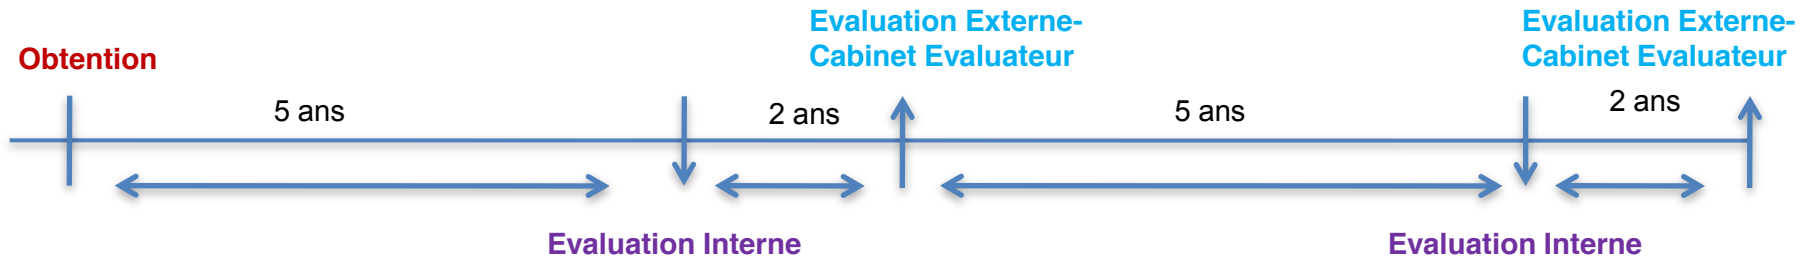 Obtention
Evaluation Externe-
Cabinet Evaluateur
Evaluation Externe-
Cabinet Evaluateur
5 ans
2 ans
5 ans
2 ans
Evaluation Interne
Evaluation Interne